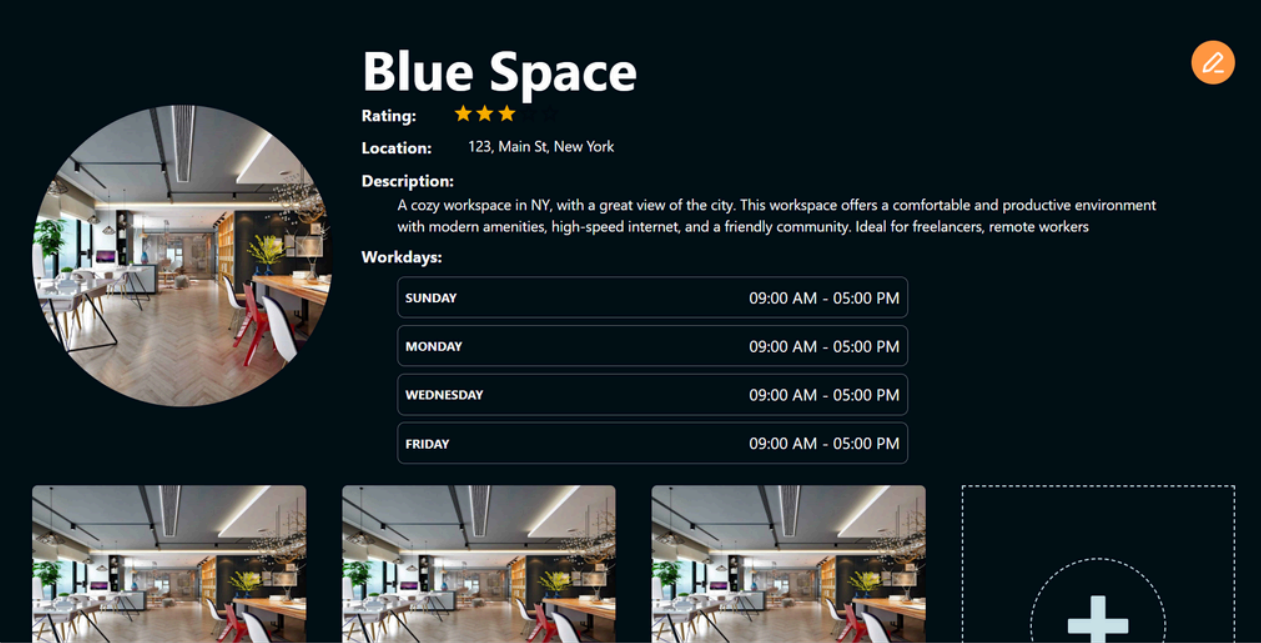 Blue Space
Rating:
Location: 123, Main St, New York
Description:
A cozy workspace in NY, with a great view of the city. This workspace offers a comfortable and productive environment
with modern amenities, high-speed internet, and a friendly community. Ideal for freelancers, remote workers
Workdays:
SUNDAY 09:00 AM - 05:00 PM
MONDAY 09:00 AM - 05:00 PM
WEDNESDAY 09:00 AM - 05:00 PM
FRIDAY 09:00 AM - 05:00 PM